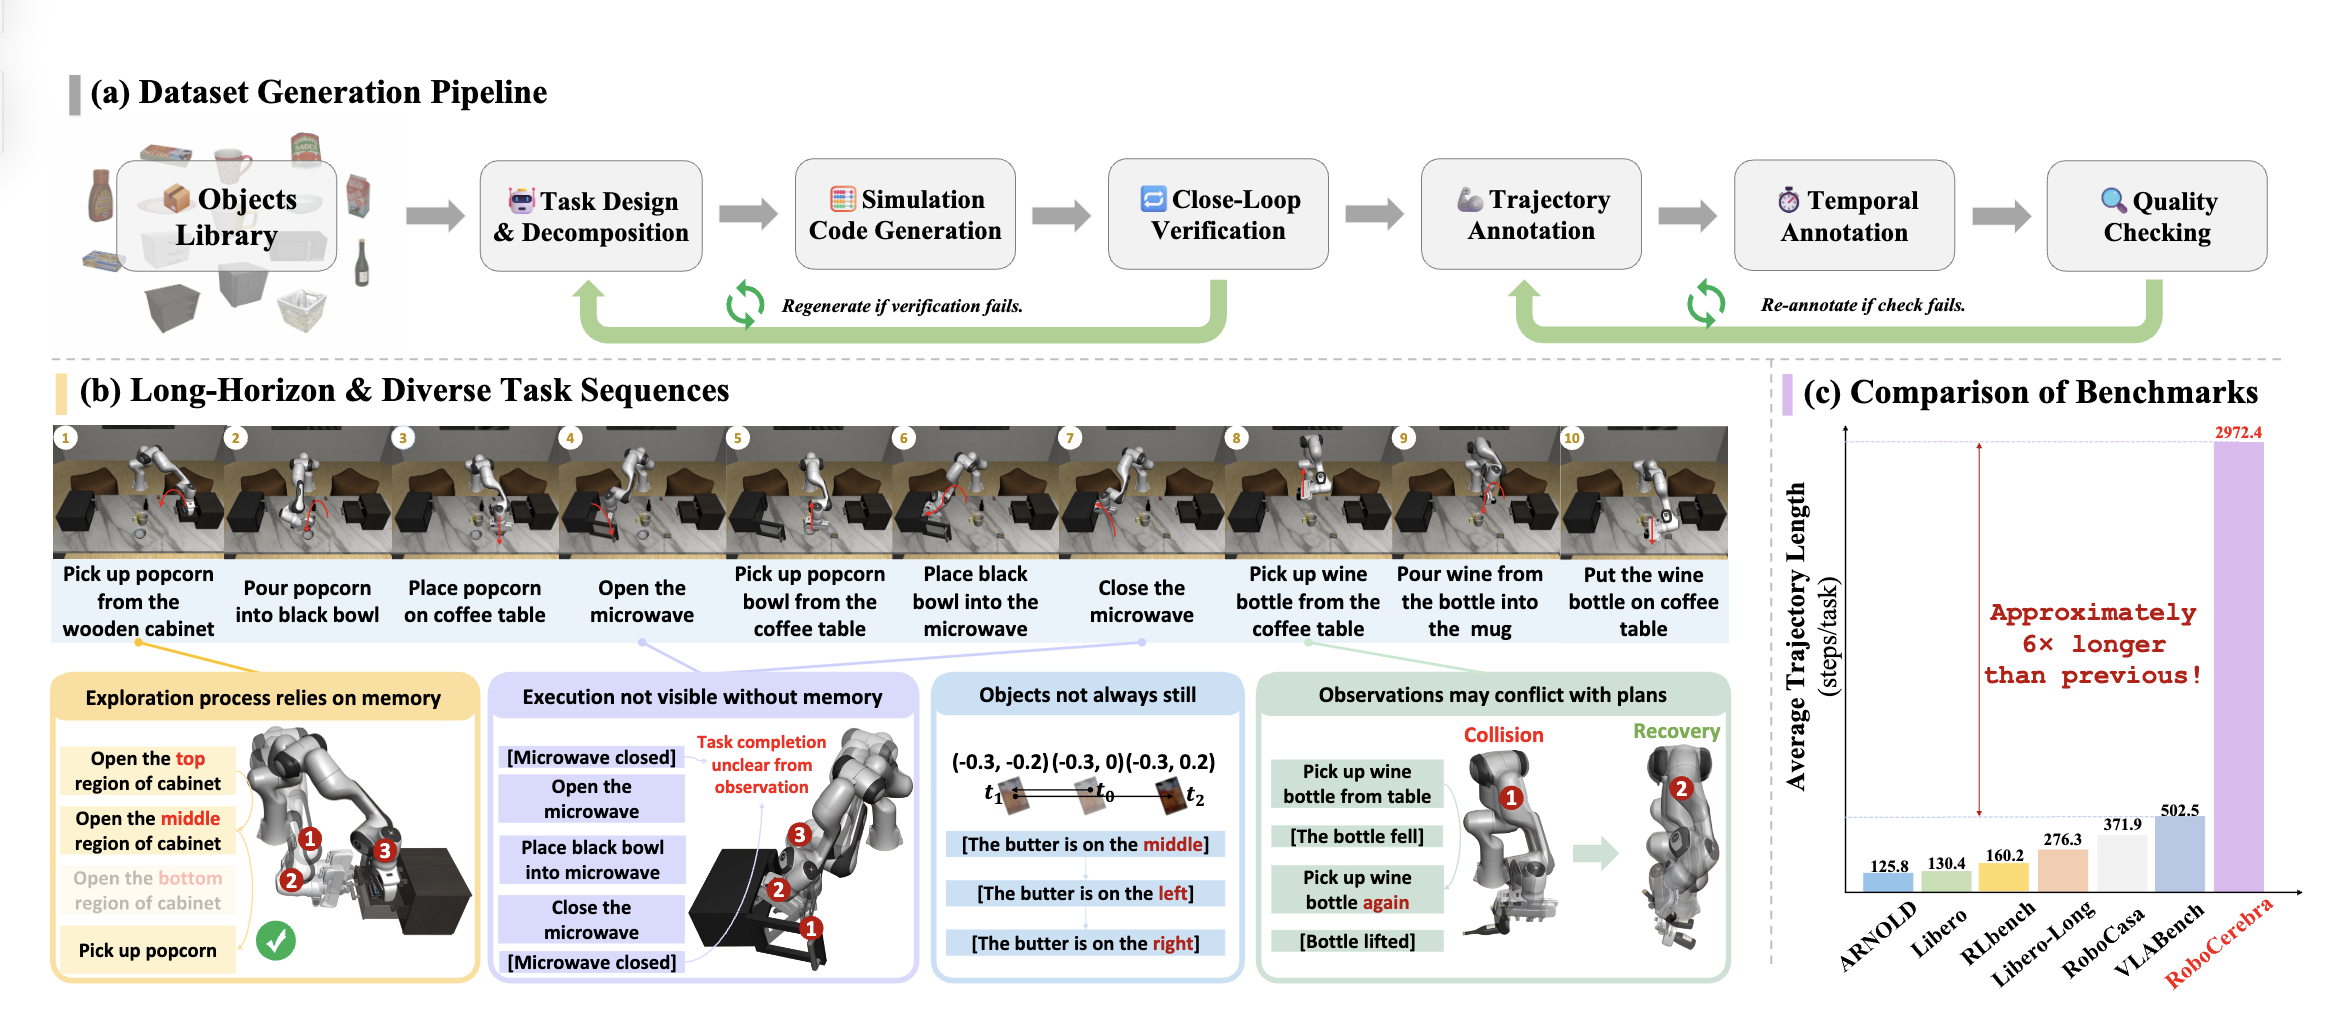 (a) Dataset Generation Pipeline
Objects
Library
Task Design
& Decomposition
Simulation
Code Generation
Close-Loop
Verification
Trajectory
Annotation
Temporal
Annotation
Quality
Checking
Regenerate if verification fails.
Re-annotate if check fails.
(b) Long-Horizon & Diverse Task Sequences
1
2
3
4
5
6
7
8
9
10
Pick up popcorn
from the
wooden cabinet
Pour popcorn
into black bowl
Place popcorn
on coffee table
Open the
microwave
Pick up popcorn
bowl from the
coffee table
Place black
bowl into the
microwave
Close the
microwave
Pick up wine
bottle from the
coffee table
Pour wine from
the bottle into
the mug
Put the wine
bottle on coffee
table
Exploration process relies on memory
Open the top
region of cabinet
Open the middle
region of cabinet
Open the bottom
region of cabinet
Pick up popcorn
1
2
3
Execution not visible without memory
[Microwave closed]
Open the
microwave
Place black bowl
into microwave
Close the
microwave
[Microwave closed]
Task completion
unclear from
observation
3
2
1
Objects not always still
(-0.3, -0.2) (-0.3, 0) (-0.3, 0.2)
t1 t0 t2
[The butter is on the middle]
[The butter is on the left]
[The butter is on the right]
Observations may conflict with plans
Pick up wine
bottle from table
[The bottle fell]
Pick up wine
bottle again
[Bottle lifted]
Collision
1
Recovery
2
(c) Comparison of Benchmarks
Average Trajectory Length
(steps/task)
2972.4
Approximately
6× longer
than previous!
125.8
130.4
160.2
276.3
371.9
502.5
ARNOLD
Libero
RLbench
Libero-Long
RoboCasa
VLABench
RoboCerebra